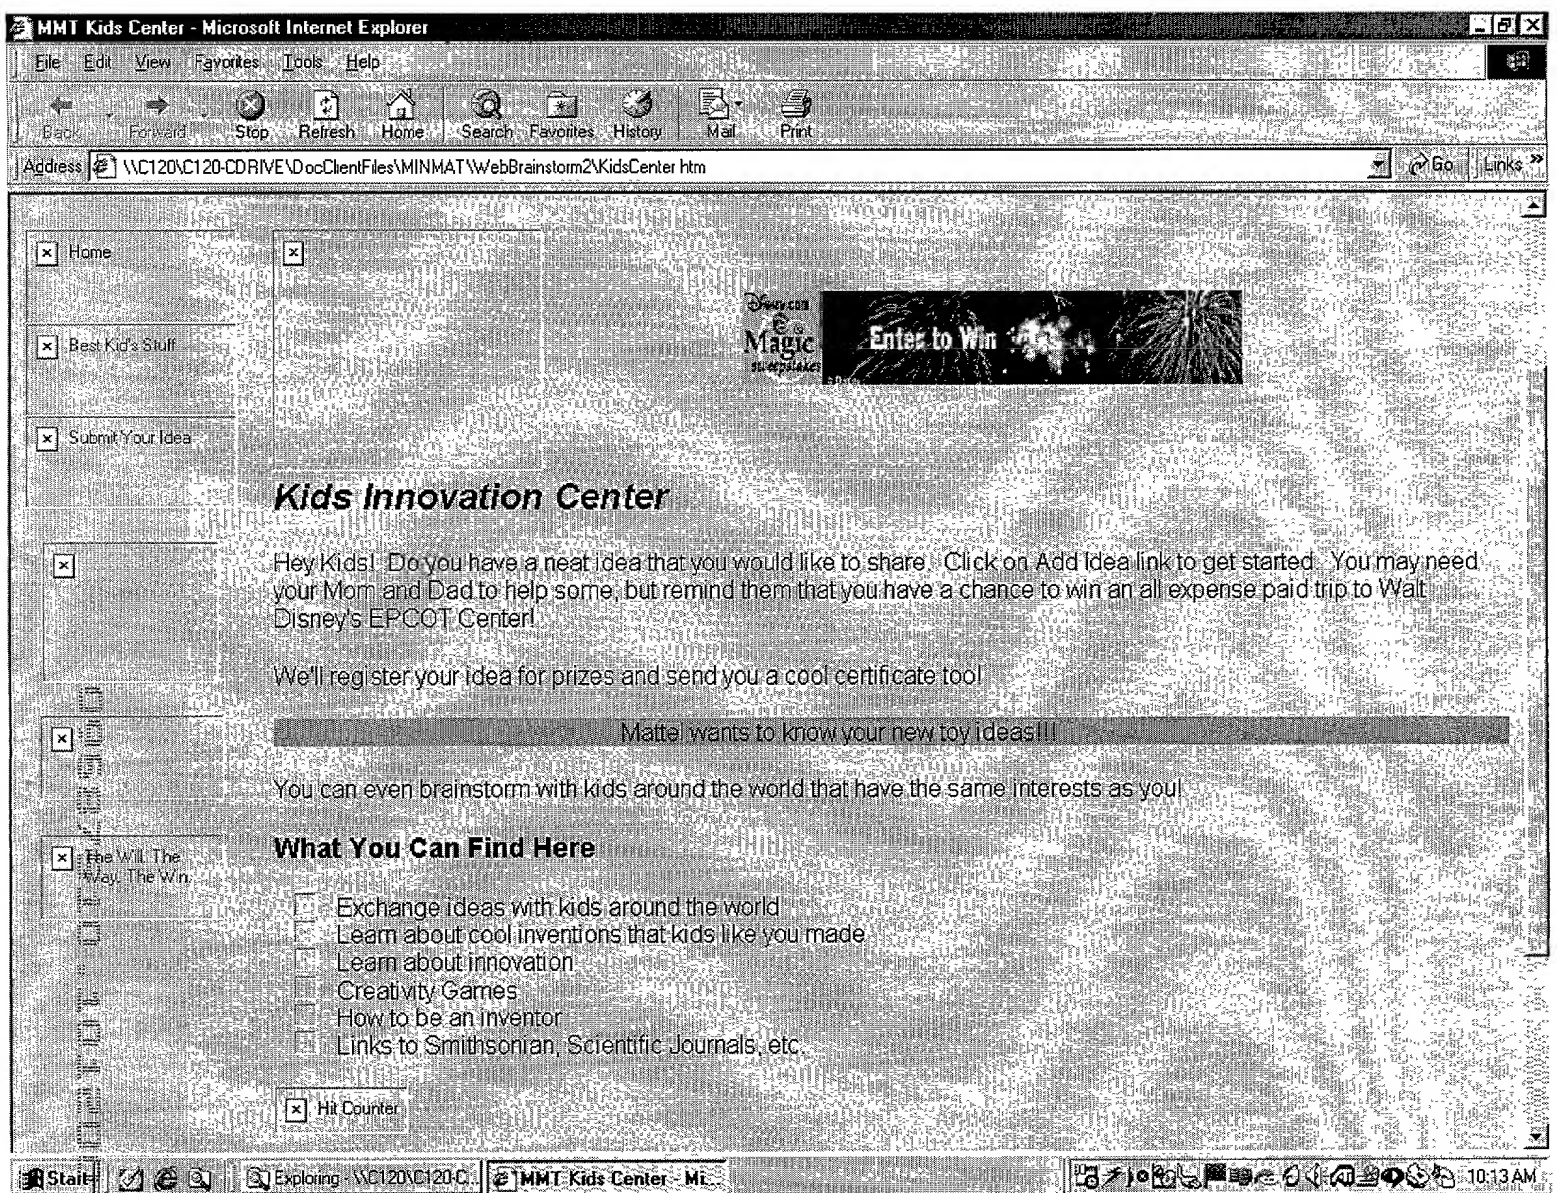 MMT Kids Center - Microsoft Internet Explorer
File Edit View Favorites Tools Help
Back Forward Stop Refresh Home Search Favorites History Mail Print
Address \\C120\C120-CDRIVE\DocClientFiles\MINMAT\WebBrainstorm2\KidsCenter htm Go Links »
Home
Best Kid's Stuff
Submit Your Idea
Disney.com
Magic
sweepstakes
Enter to Win
Kids Innovation Center
Hey Kids! Do you have a neat idea that you would like to share. Click on Add Idea link to get started. You may need
your Mom and Dad to help some, but remind them that you have a chance to win an all expense paid trip to Walt
Disney's EPCOT Center!
We'll register your idea for prizes and send you a cool certificate too!
Mattel wants to know your new toy ideas!!!
You can even brainstorm with kids around the world that have the same interests as you!
The Will. The
Way. The Win.
What You Can Find Here
Exchange ideas with kids around the world
Learn about cool inventions that kids like you made
Learn about innovation
Creativity Games
How to be an inventor
Links to Smithsonian, Scientific Journals, etc.
Hit Counter
Start Exploring - \\C120\C120-C... MMT Kids Center - Mi... 10:13 AM